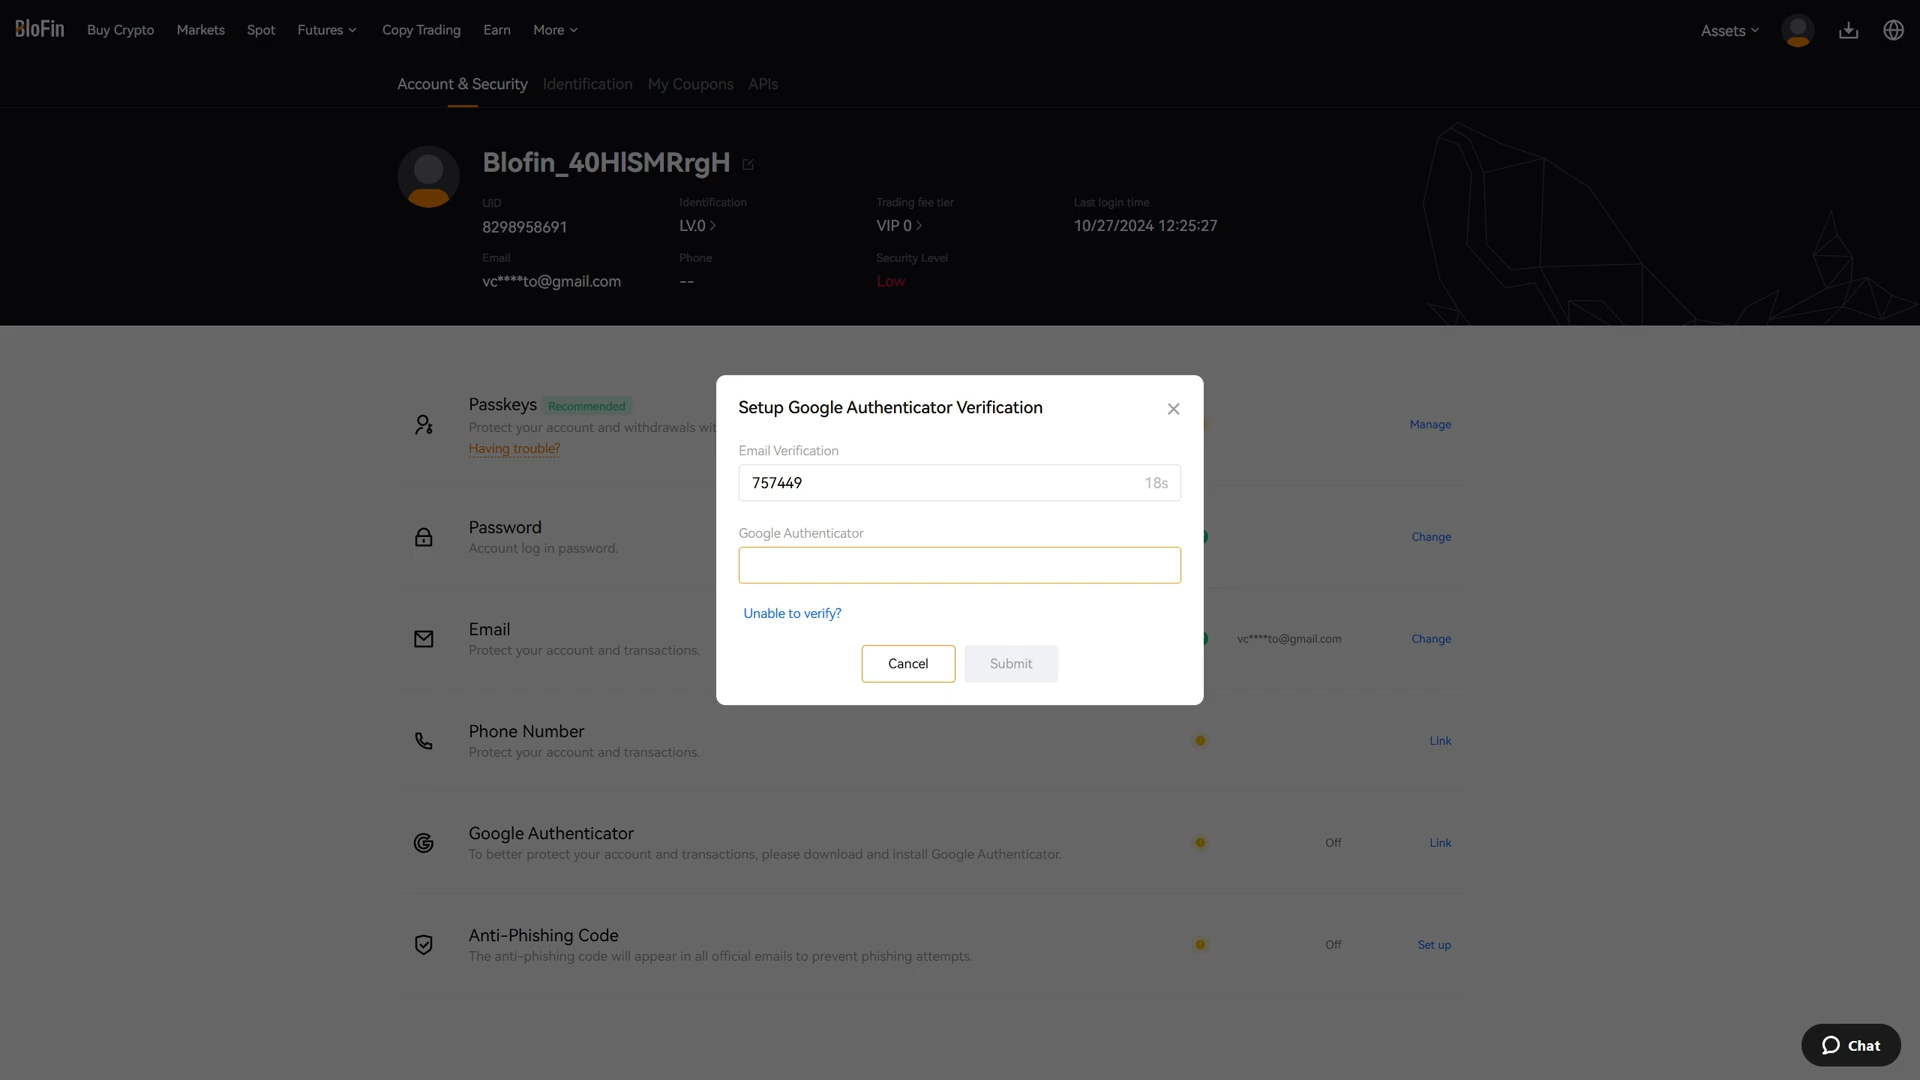 BloFin
Buy Crypto
Markets
Spot
Futures
Copy Trading
Earn
More
Assets
Account & Security
Identification
My Coupons
APIs
Blofin_40HlSMRrgH
UID
Identification
Trading fee tier
Last login time
8298958691
LV.0
VIP 0
10/27/2024 12:25:27
Email
Phone
Security Level
vc****to@gmail.com
--
Low
Passkeys
Recommended
Protect your account and withdrawals wit
Having trouble?
Manage
Password
Account log in password.
Change
Email
Protect your account and transactions.
vc****to@gmail.com
Change
Phone Number
Protect your account and transactions.
Link
Google Authenticator
To better protect your account and transactions, please download and install Google Authenticator.
Off
Link
Anti-Phishing Code
The anti-phishing code will appear in all official emails to prevent phishing attempts.
Off
Set up
Setup Google Authenticator Verification
Email Verification
757449
18s
Google Authenticator
Unable to verify?
Cancel
Submit
Chat